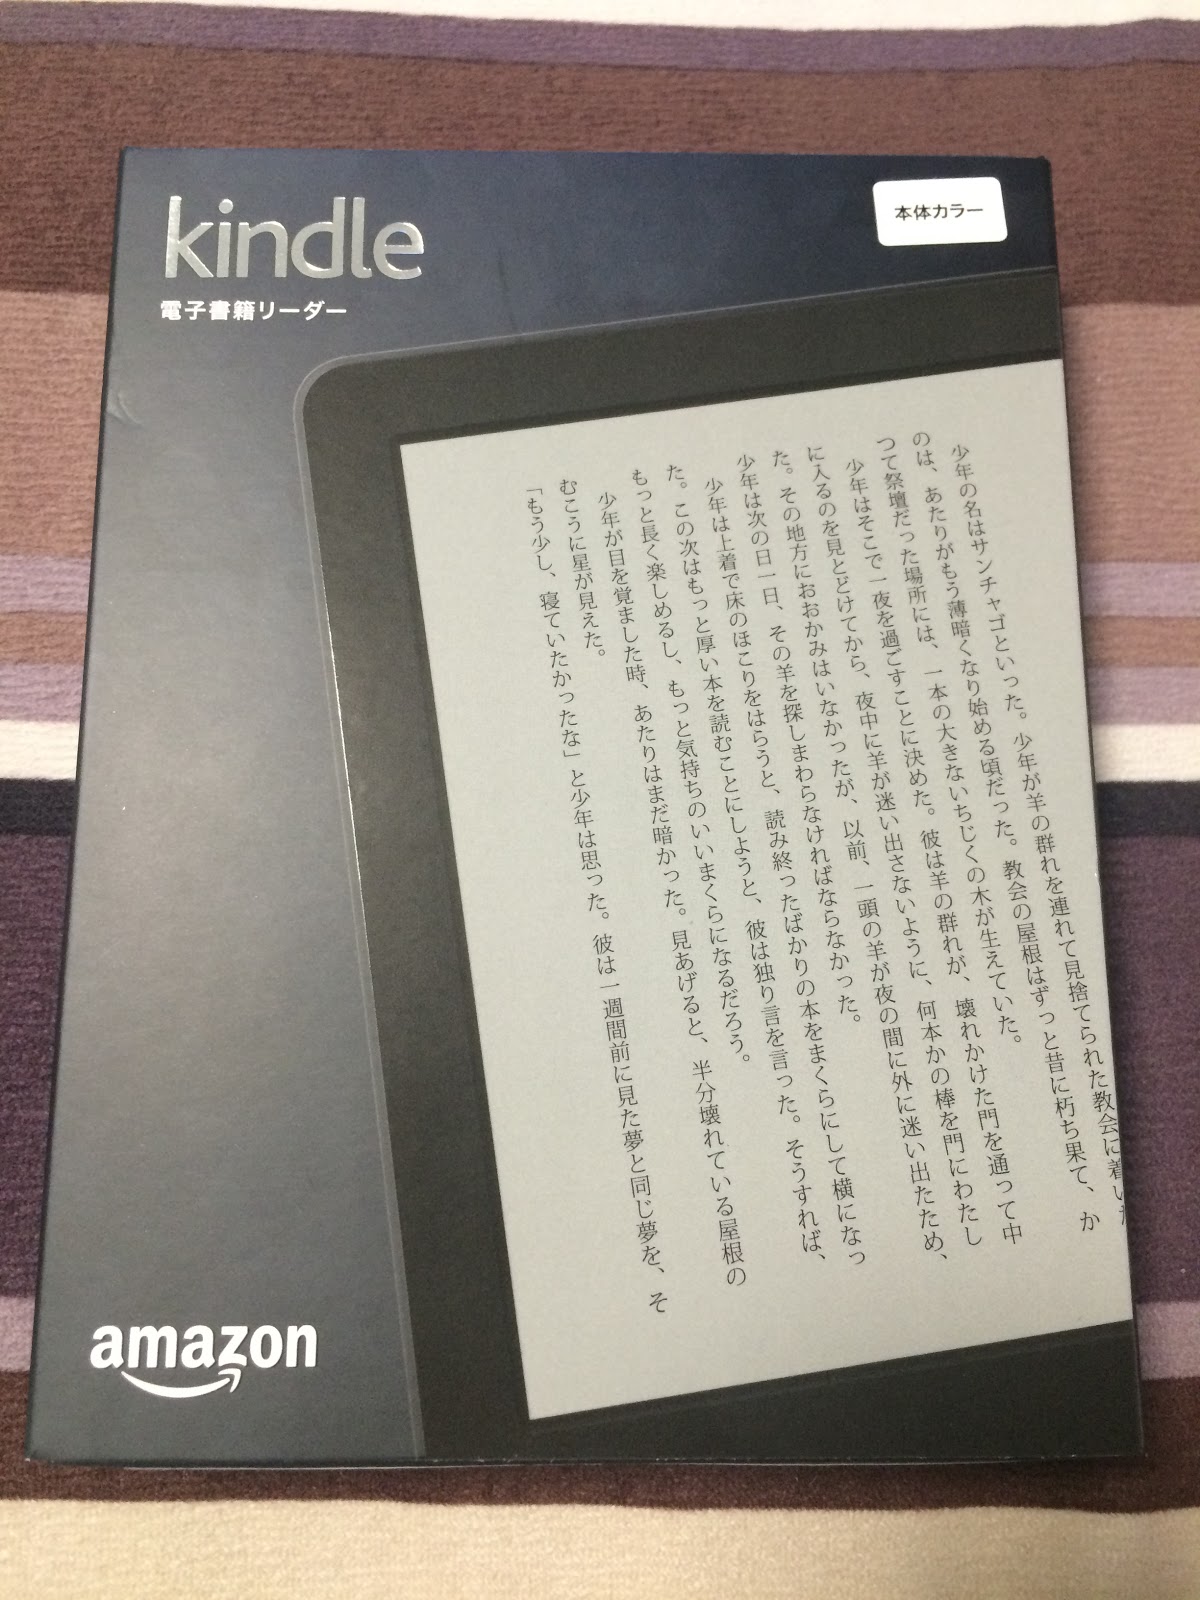 kindle
電子書籍リーダー
本体カラー
少年の名はサンチャゴといった。少年が羊の群れを連れて見捨てられた教会に着いた
のは、あたりがもう薄暗くなり始める頃だった。教会の屋根はずっと昔に朽ち果て、か
つて祭壇だった場所には、一本の大きないちじくの木が生えていた。
少年はそこで一夜を過ごすことに決めた。彼は羊の群れが、壊れかけた門を通って中
に入るのを見とどけてから、夜中に羊が迷い出さないように、何本かの棒を門にわたし
た。その地方におおかみはいなかったが、以前、一頭の羊が夜の間に外に迷い出たため、
少年は次の日一日、その羊を探しまわらなければならなかった。
少年は上着で床のほこりをはらうと、読み終ったばかりの本をまくらにして横になっ
た。この次はもっと厚い本を読むことにしようと、彼は独り言を言った。そうすれば、
もっと長く楽しめるし、もっと気持ちのいいまくらになるだろう。
少年が目を覚ました時、あたりはまだ暗かった。見あげると、半分壊れている屋根の
むこうに星が見えた。
「もう少し、寝ていたかったな」と少年は思った。彼は一週間前に見た夢と同じ夢を、そ
amazon